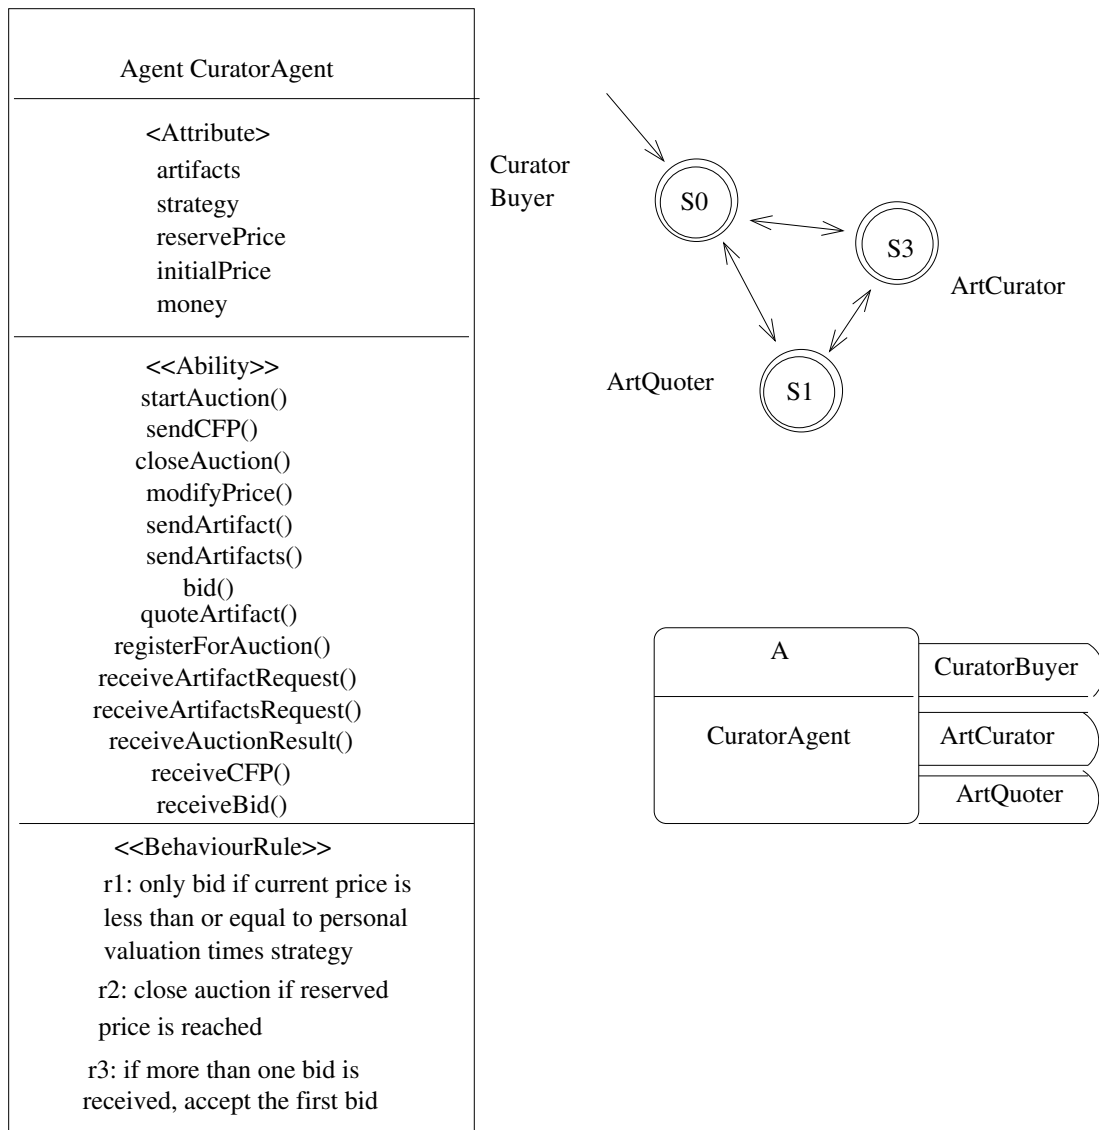 Agent CuratorAgent
<Attribute>
artifacts
strategy
reservePrice
initialPrice
money
<<Ability>>
startAuction()
sendCFP()
closeAuction()
modifyPrice()
sendArtifact()
sendArtifacts()
bid()
quoteArtifact()
registerForAuction()
receiveArtifactRequest()
receiveArtifactsRequest()
receiveAuctionResult()
receiveCFP()
receiveBid()
<<BehaviourRule>>
r1: only bid if current price is
less than or equal to personal
valuation times strategy
r2: close auction if reserved
price is reached
r3: if more than one bid is
received, accept the first bid
Curator
Buyer
S0
S3
ArtCurator
ArtQuoter
S1
A
CuratorAgent
CuratorBuyer
ArtCurator
ArtQuoter